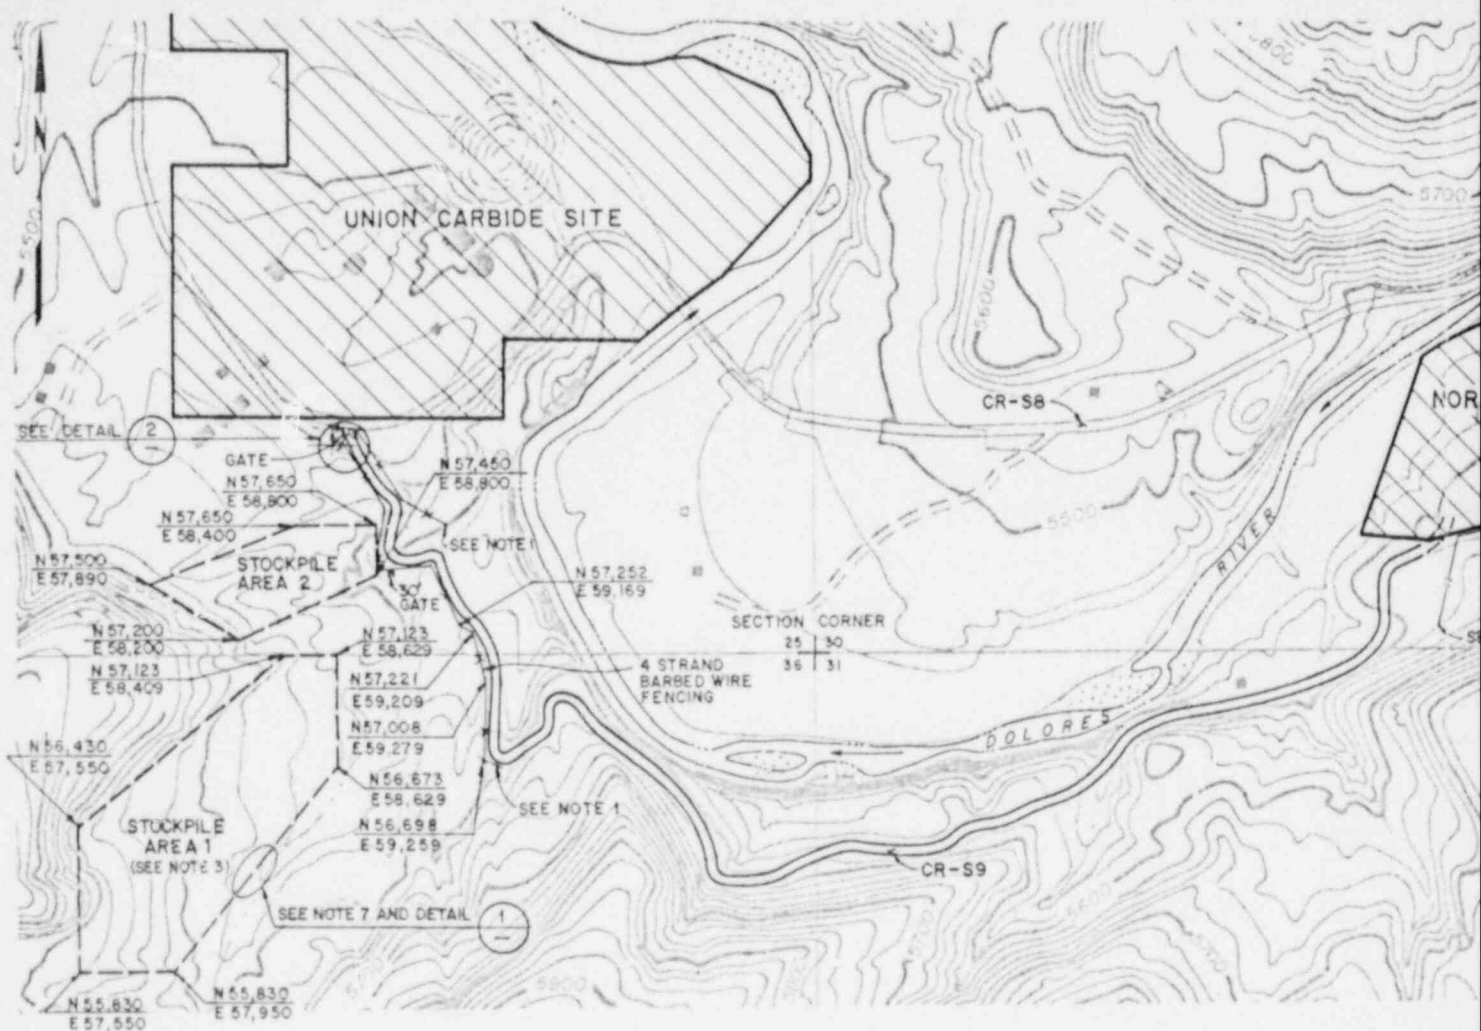 N
5500
5800
5700
UNION CARBIDE SITE
5600
CR-S8
NOR
SEE DETAIL 2
GATE
N 57,450
E 58,800
N 57,650
E 58,800
N 57,650
E 58,400
SEE NOTE 1
5500
RIVER
N 57,500
E 57,890
STOCKPILE
AREA 2
30'
GATE
N 57,252
E 59,169
SECTION CORNER
25 30
36 31
N 57,200
E 58,200
N 57,123
E 58,629
N 57,123
E 58,409
4 STRAND
BARBED WIRE
FENCING
N 57,221
E 59,209
N 57,008
E 59,279
DOLORES
N 56,430
E 57,550
N 56,673
E 58,629
SEE NOTE 1
N 56,698
E 59,259
STOCKPILE
AREA 1
(SEE NOTE 3)
CR-S9
SEE NOTE 7 AND DETAIL 1
N 55,830
E 57,550
N 55,830
E 57,950